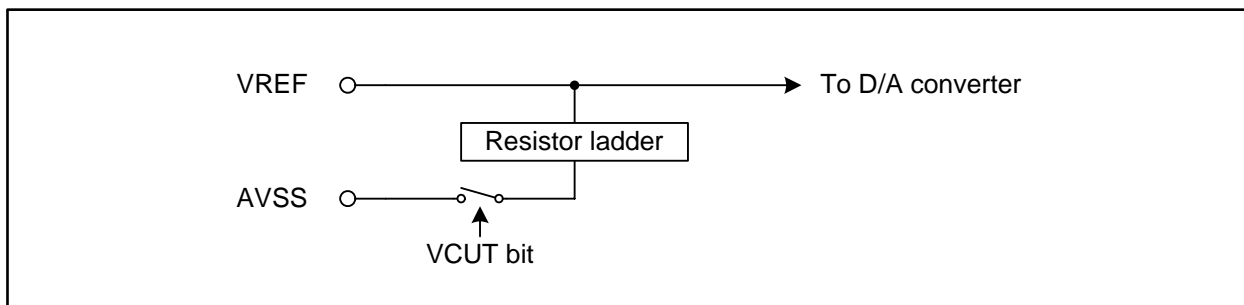 VREF
To D/A converter
Resistor ladder
AVSS
VCUT bit